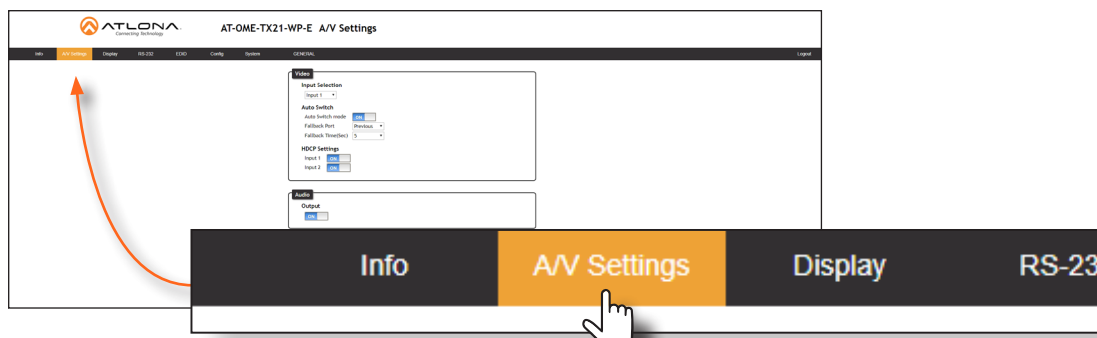 ATLONA
Connecting Technology
AT-OME-TX21-WP-E A/V Settings
Info A/V Settings Display RS-232 EDID Config System GENERAL Logout
Video
Input Selection
Input 1
Auto Switch
Auto Switch mode ON
Fallback Port Previous
Fallback Time(Sec) 5
HDCP Settings
Input 1 ON
Input 2 ON
Audio
Output
ON
Info A/V Settings Display RS-23